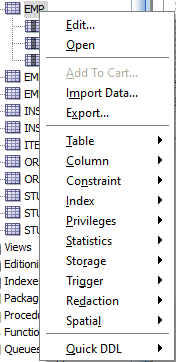 EMP
Edit...
Open
Add To Cart...
EM
Import Data...
EM
Export...
INS
INS
Table
ITE
Column
OR
Constraint
OR
Index
STU
Privileges
STU
Statistics
STU
Storage
Views
Trigger
Editionin
Indexe
Redaction
Packag
Spatial
Procedu
Functio
Quick DDL
Queues